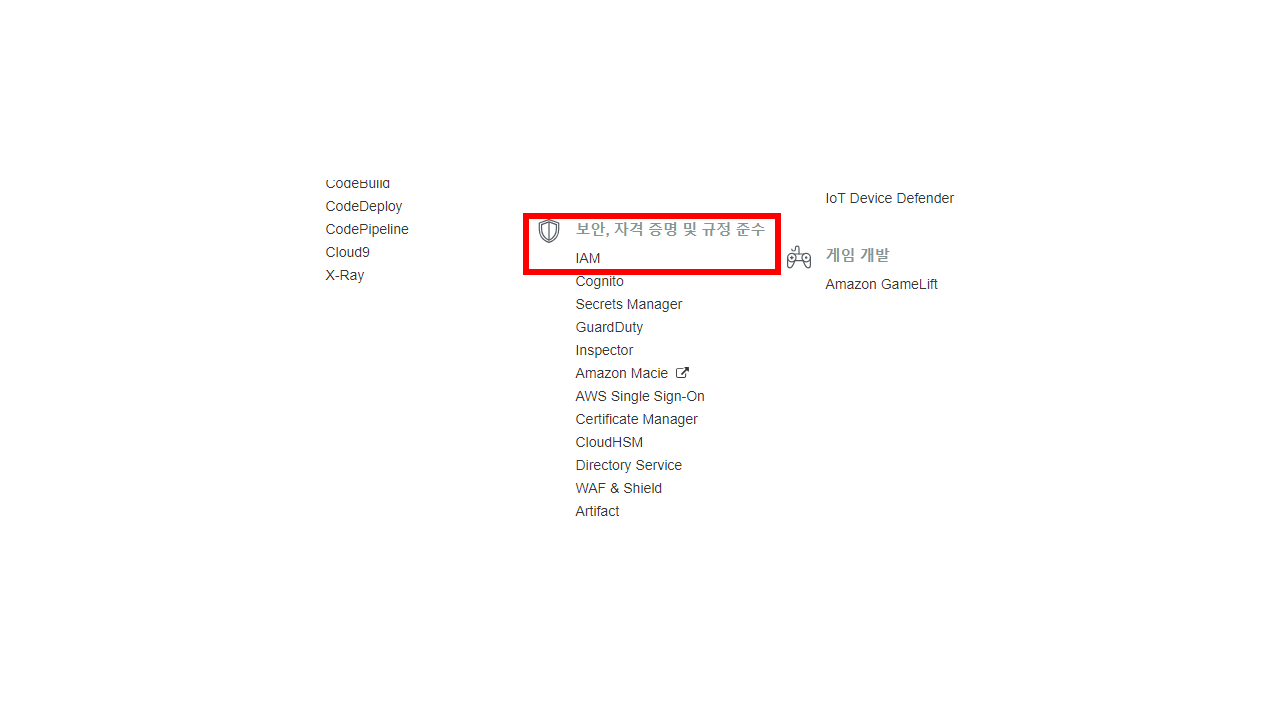 CodeBuild
CodeDeploy
CodePipeline
Cloud9
X-Ray
보안, 자격 증명 및 규정 준수
IAM
Cognito
Secrets Manager
GuardDuty
Inspector
Amazon Macie
AWS Single Sign-On
Certificate Manager
CloudHSM
Directory Service
WAF & Shield
Artifact
IoT Device Defender
게임 개발
Amazon GameLift